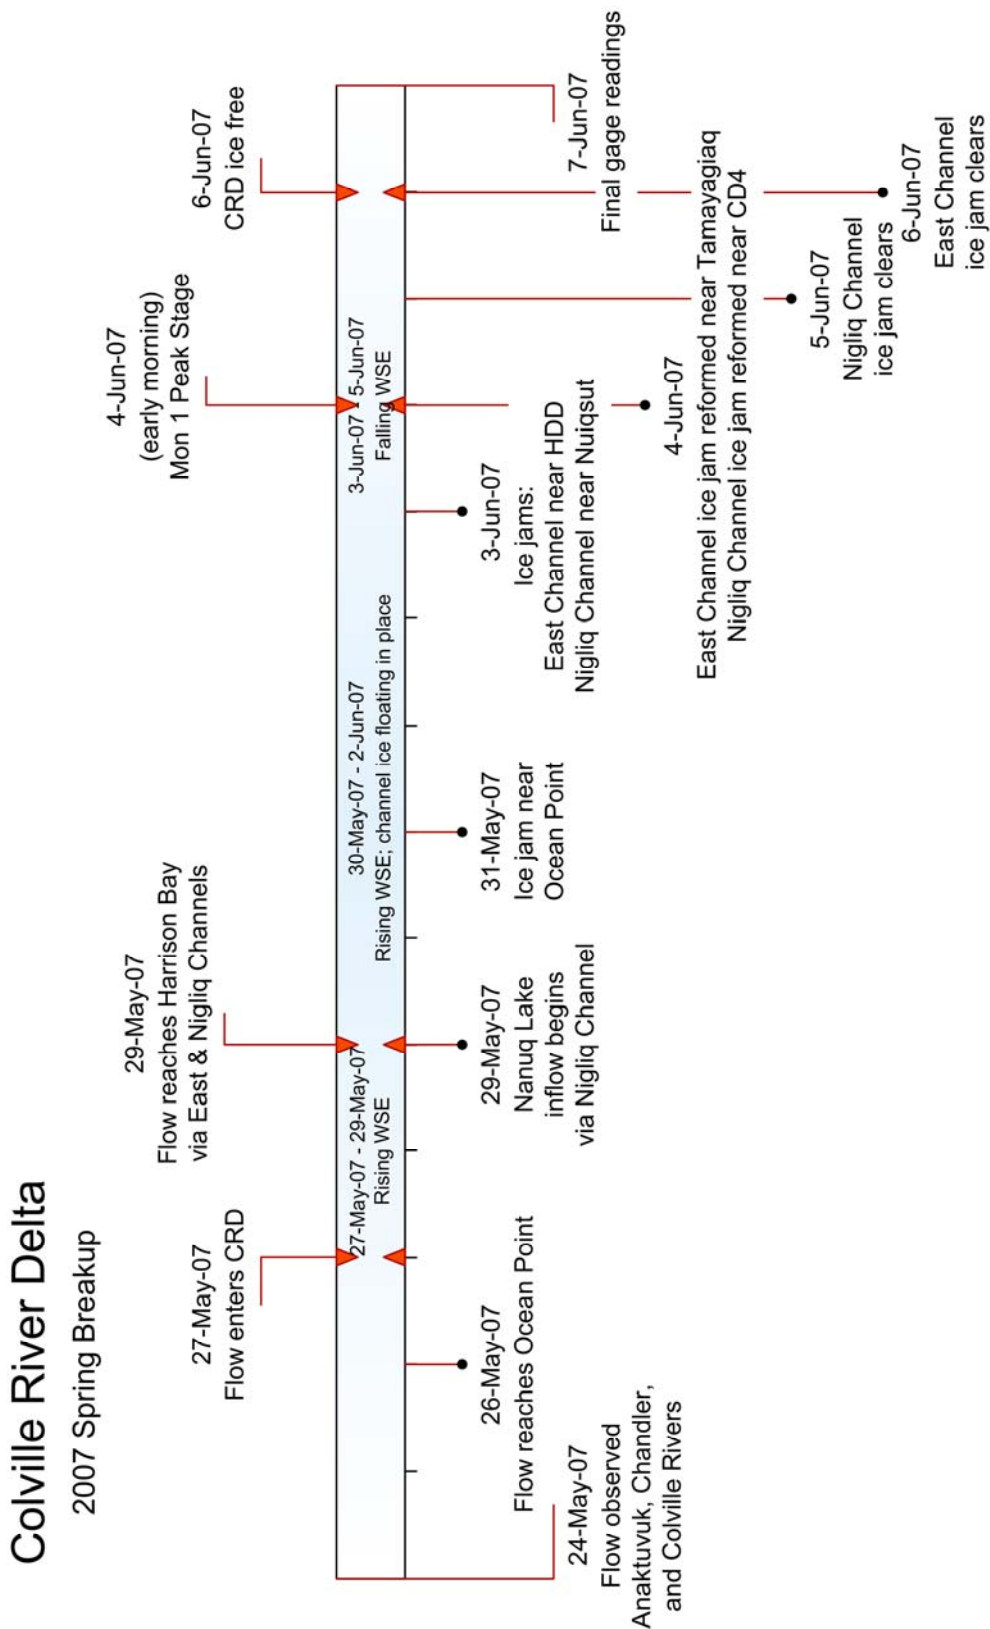 Colville River Delta
2007 Spring Breakup
27-May-07
Flow enters CRD
29-May-07
Flow reaches Harrison Bay
via East & Nigliq Channels
4-Jun-07
(early morning)
Mon 1 Peak Stage
6-Jun-07
CRD ice free
27-May-07 - 29-May-07
Rising WSE
30-May-07 - 2-Jun-07
Rising WSE; channel ice floating in place
3-Jun-07 - 5-Jun-07
Falling WSE
24-May-07
Flow observed
Anaktuvuk, Chandler,
and Colville Rivers
26-May-07
Flow reaches Ocean Point
29-May-07
Nanuq Lake
inflow begins
via Nigliq Channel
31-May-07
Ice jam near
Ocean Point
3-Jun-07
Ice jams:
East Channel near HDD
Nigliq Channel near Nuiqsut
4-Jun-07
East Channel ice jam reformed near Tamayagiaq
Nigliq Channel ice jam reformed near CD4
5-Jun-07
Nigliq Channel
ice jam clears
6-Jun-07
East Channel
ice jam clears
7-Jun-07
Final gage readings